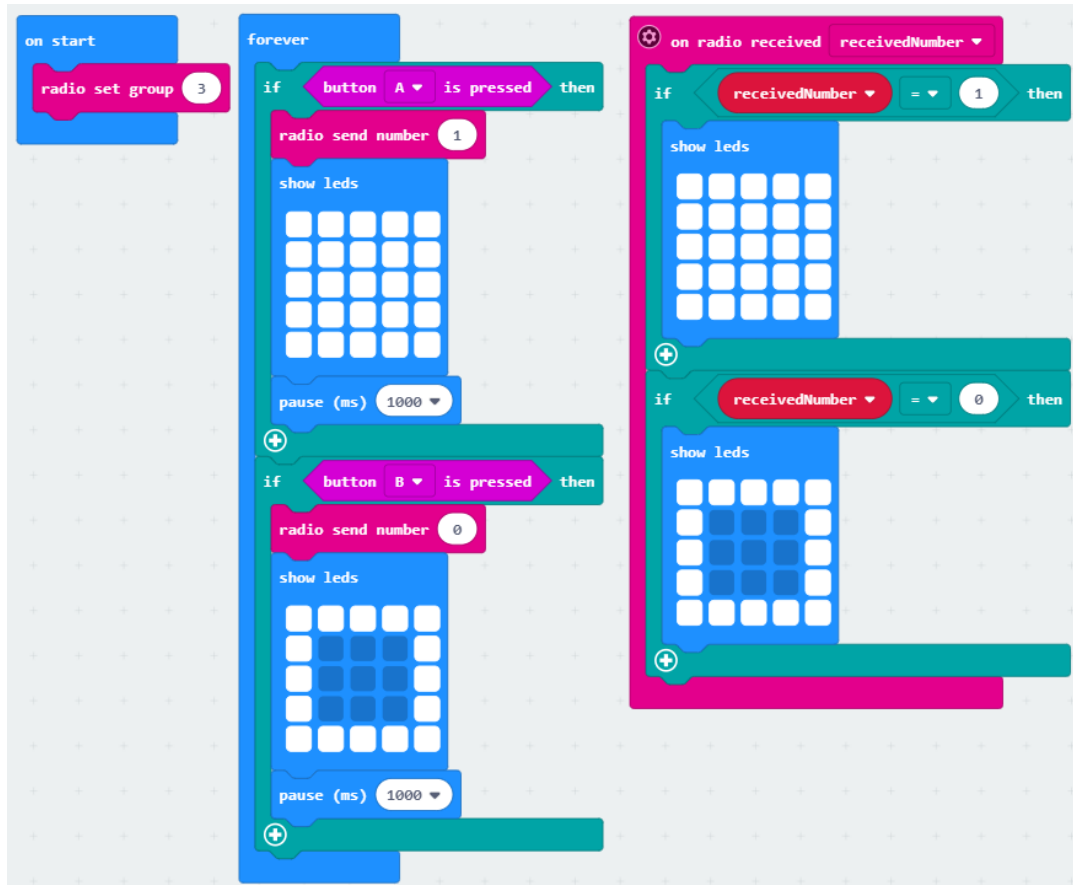 on start
radio set group 3
forever
if button A is pressed then
radio send number 1
show leds
pause (ms) 1000
if button B is pressed then
radio send number 0
show leds
pause (ms) 1000
on radio received receivedNumber
if receivedNumber = 1 then
show leds
if receivedNumber = 0 then
show leds